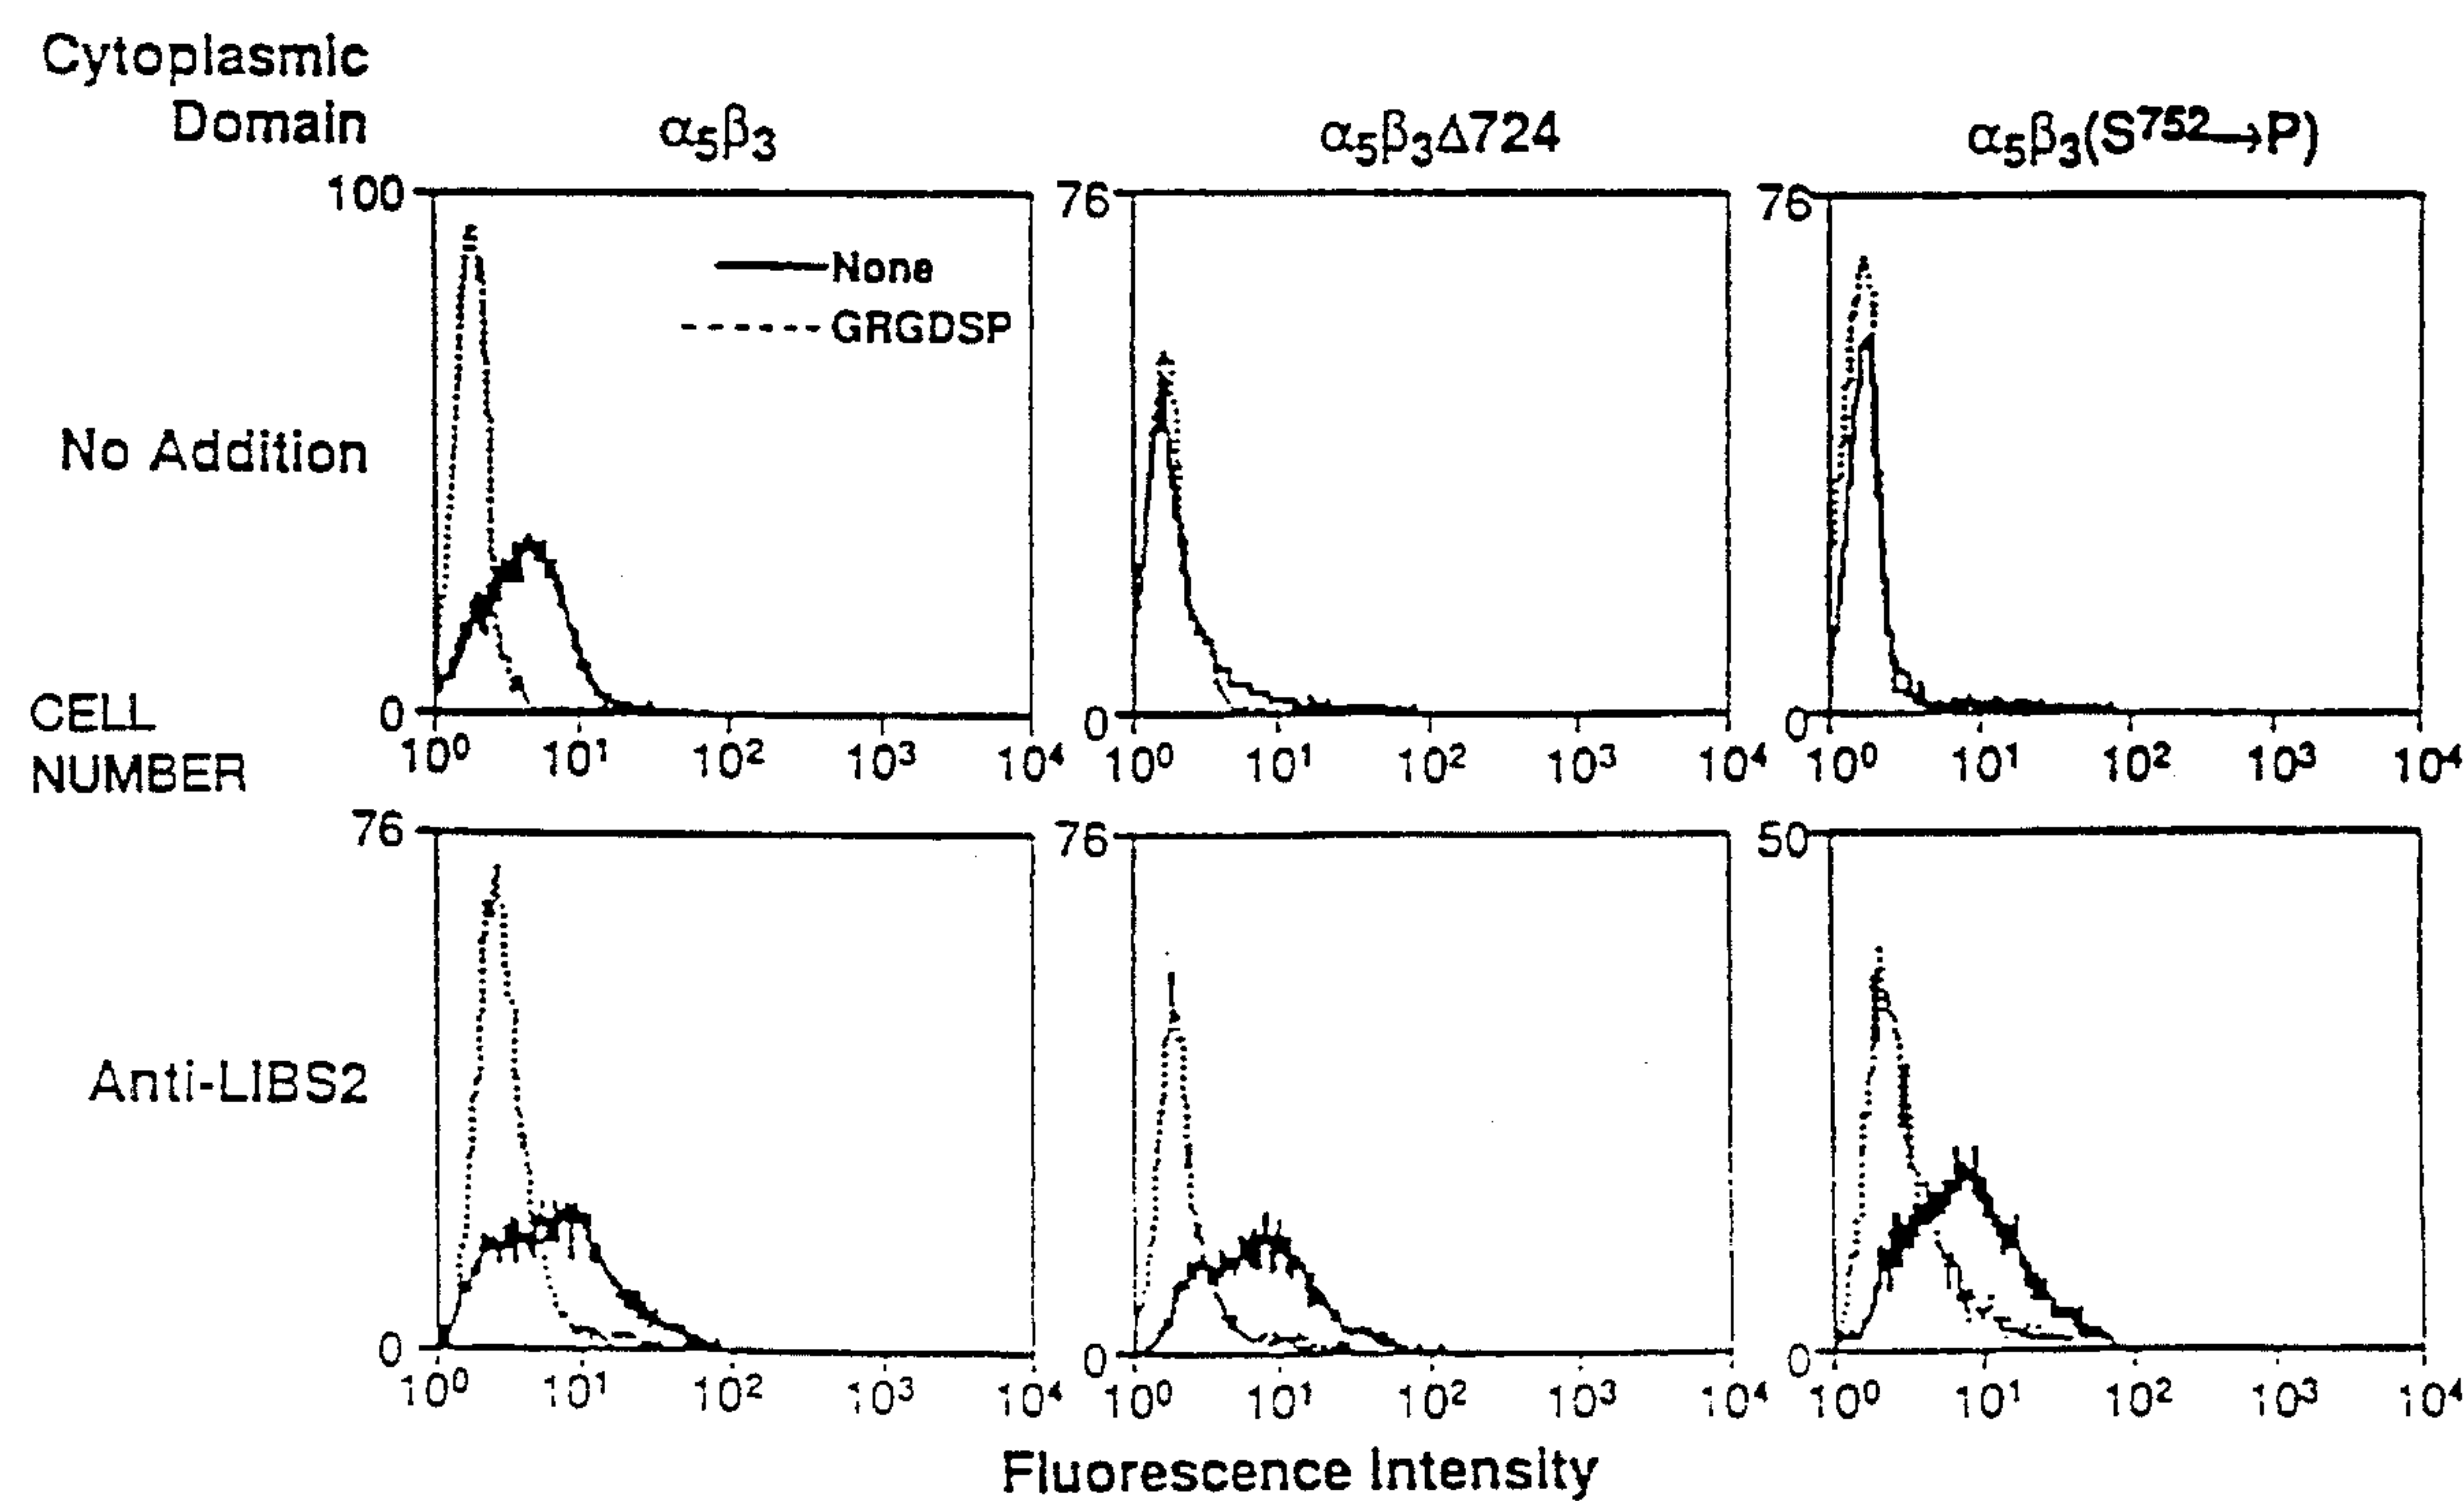 Cytoplasmic
Domain
α₅β₃
α₅β₃Δ724
α₅β₃(S⁷⁵²→P)
100
76
76
None
GRGDSP
No Addition
0
0
0
CELL
NUMBER
10⁰ 10¹ 10² 10³ 10⁴
10⁰ 10¹ 10² 10³ 10⁴
10⁰ 10¹ 10² 10³ 10⁴
76
76
50
Anti-LIBS2
0
0
0
10⁰ 10¹ 10² 10³ 10⁴
10⁰ 10¹ 10² 10³ 10⁴
10⁰ 10¹ 10² 10³ 10⁴
Fluorescence Intensity